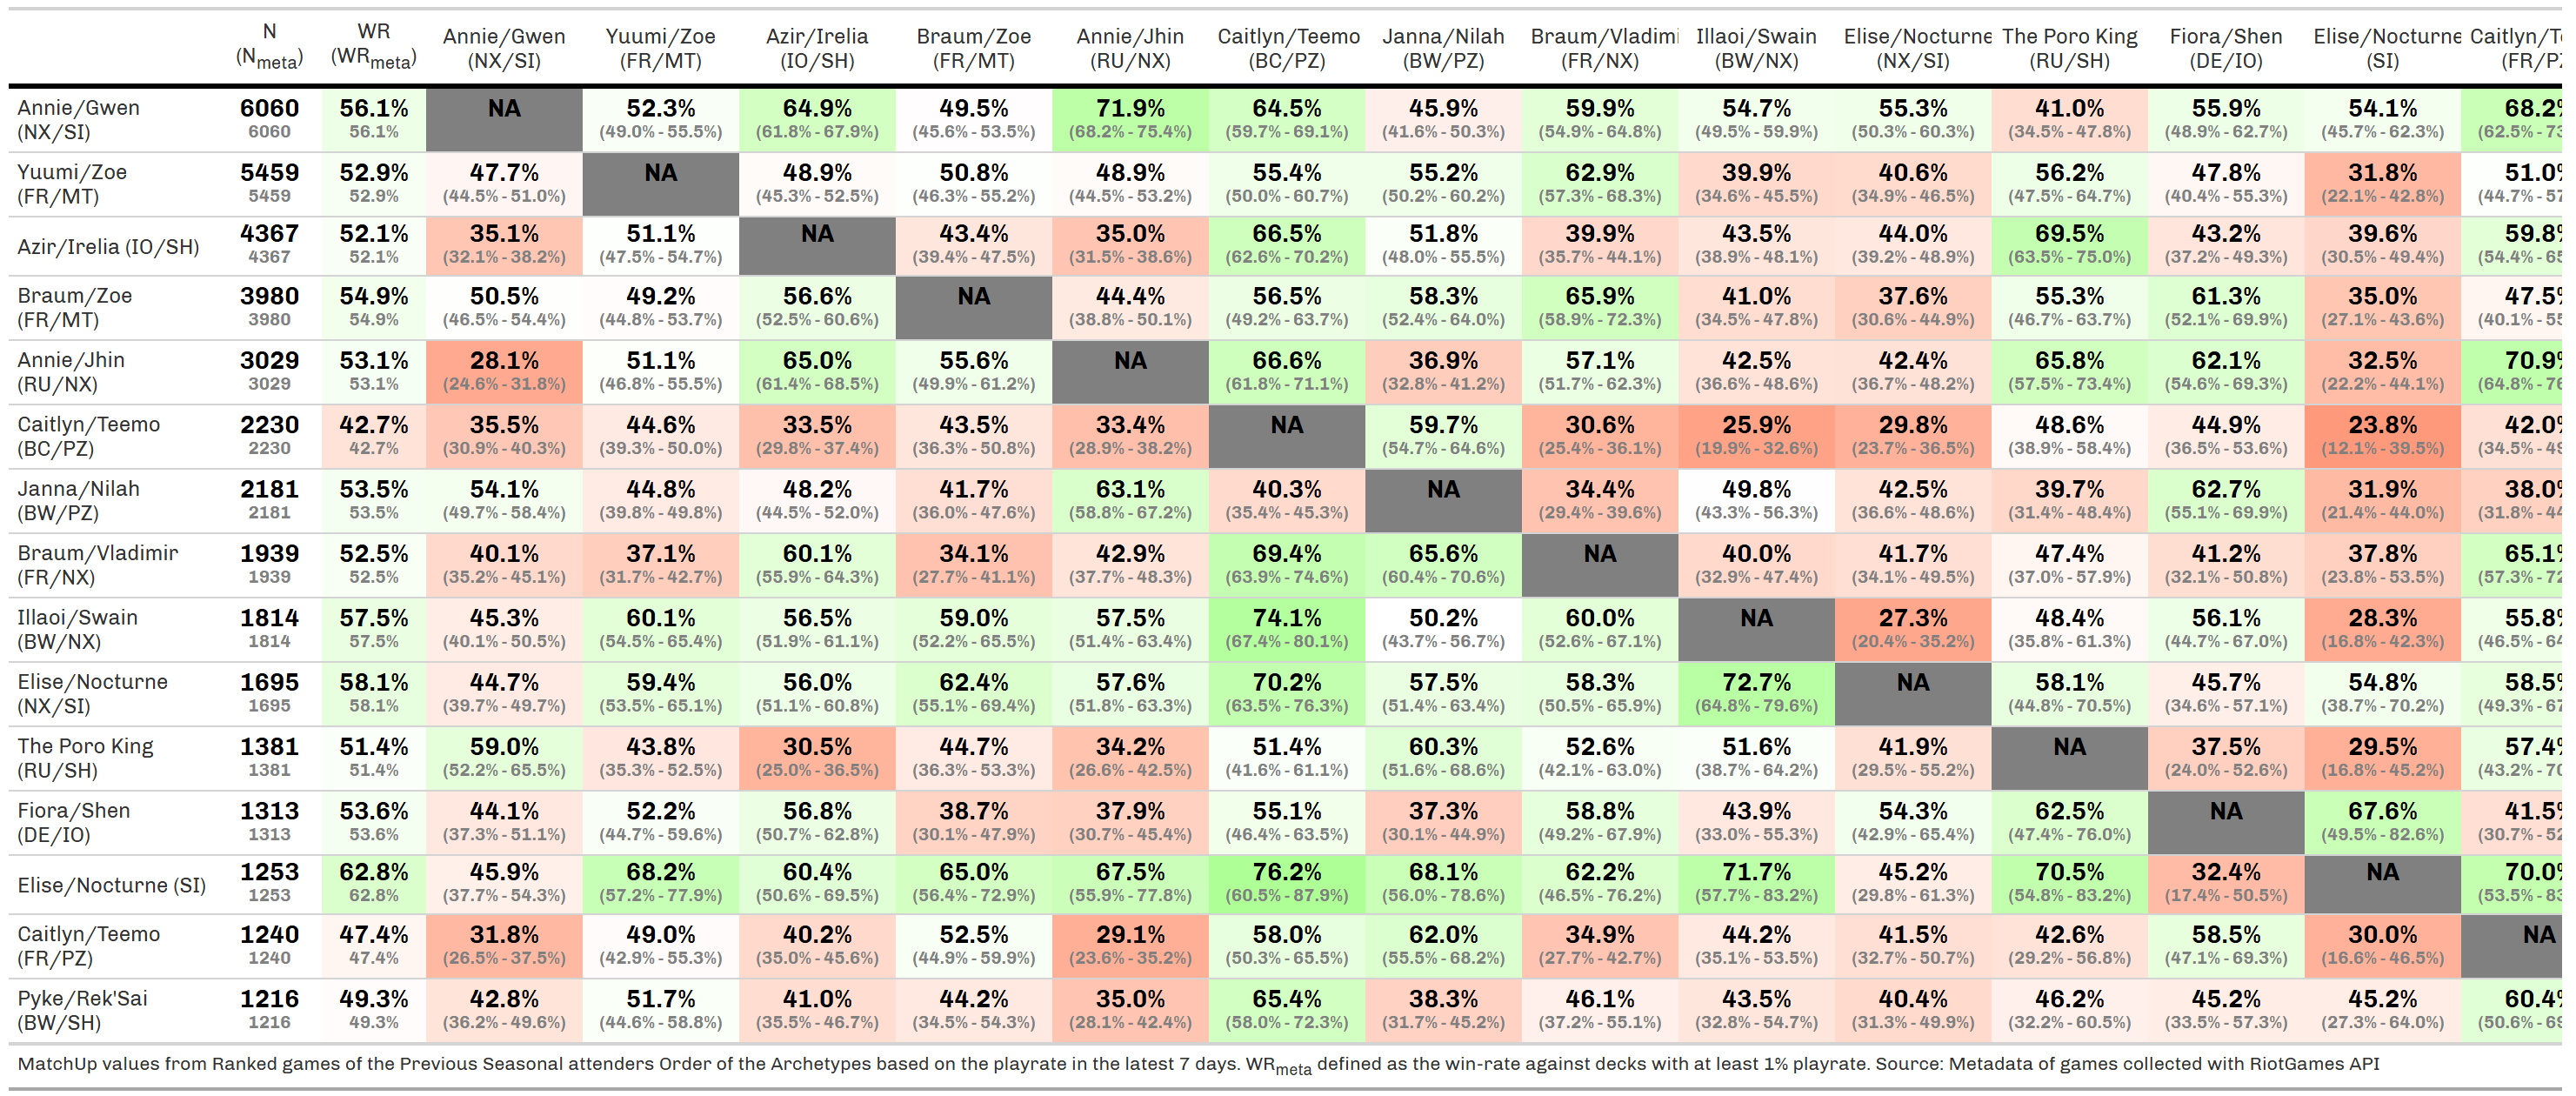 N WR Annie/Gwen Yuumi/Zoe Azir/Irelia Braum/Zoe Annie/Jhin Caitlyn/Teemo Janna/Nilah Braum/Vladimi Illaoi/Swain Elise/Nocturne The Poro King Fiora/Shen Elise/Nocturne Caitlyn/T
(Nmeta) (WRmeta) (NX/SI) (FR/MT) (IO/SH) (FR/MT) (RU/NX) (BC/PZ) (BW/PZ) (FR/NX) (BW/NX) (NX/SI) (RU/SH) (DE/IO) (SI) (FR/PZ
Annie/Gwen 6060 56.1% NA 52.3% 64.9% 49.5% 71.9% 64.5% 45.9% 59.9% 54.7% 55.3% 41.0% 55.9% 54.1% 68.2%
(NX/SI) 6060 56.1% (49.0% - 55.5%) (61.8% - 67.9%) (45.6% - 53.5%) (68.2% - 75.4%) (59.7% - 69.1%) (41.6% - 50.3%) (54.9% - 64.8%) (49.5% - 59.9%) (50.3% - 60.3%) (34.5% - 47.8%) (48.9% - 62.7%) (45.7% - 62.3%) (62.5% - 73
Yuumi/Zoe 5459 52.9% 47.7% NA 48.9% 50.8% 48.9% 55.4% 55.2% 62.9% 39.9% 40.6% 56.2% 47.8% 31.8% 51.0%
(FR/MT) 5459 52.9% (44.5% - 51.0%) (45.3% - 52.5%) (46.3% - 55.2%) (44.5% - 53.2%) (50.0% - 60.7%) (50.2% - 60.2%) (57.3% - 68.3%) (34.6% - 45.5%) (34.9% - 46.5%) (47.5% - 64.7%) (40.4% - 55.3%) (22.1% - 42.8%) (44.7% - 57
Azir/Irelia (IO/SH) 4367 52.1% 35.1% 51.1% NA 43.4% 35.0% 66.5% 51.8% 39.9% 43.5% 44.0% 69.5% 43.2% 39.6% 59.8%
4367 52.1% (32.1% - 38.2%) (47.5% - 54.7%) (39.4% - 47.5%) (31.5% - 38.6%) (62.6% - 70.2%) (48.0% - 55.5%) (35.7% - 44.1%) (38.9% - 48.1%) (39.2% - 48.9%) (63.5% - 75.0%) (37.2% - 49.3%) (30.5% - 49.4%) (54.4% - 65
Braum/Zoe 3980 54.9% 50.5% 49.2% 56.6% NA 44.4% 56.5% 58.3% 65.9% 41.0% 37.6% 55.3% 61.3% 35.0% 47.5%
(FR/MT) 3980 54.9% (46.5% - 54.4%) (44.8% - 53.7%) (52.5% - 60.6%) (38.8% - 50.1%) (49.2% - 63.7%) (52.4% - 64.0%) (58.9% - 72.3%) (34.5% - 47.8%) (30.6% - 44.9%) (46.7% - 63.7%) (52.1% - 69.9%) (27.1% - 43.6%) (40.1% - 55
Annie/Jhin 3029 53.1% 28.1% 51.1% 65.0% 55.6% NA 66.6% 36.9% 57.1% 42.5% 42.4% 65.8% 62.1% 32.5% 70.9%
(RU/NX) 3029 53.1% (24.6% - 31.8%) (46.8% - 55.5%) (61.4% - 68.5%) (49.9% - 61.2%) (61.8% - 71.1%) (32.8% - 41.2%) (51.7% - 62.3%) (36.6% - 48.6%) (36.7% - 48.2%) (57.5% - 73.4%) (54.6% - 69.3%) (22.2% - 44.1%) (64.8% - 76
Caitlyn/Teemo 2230 42.7% 35.5% 44.6% 33.5% 43.5% 33.4% NA 59.7% 30.6% 25.9% 29.8% 48.6% 44.9% 23.8% 42.0%
(BC/PZ) 2230 42.7% (30.9% - 40.3%) (39.3% - 50.0%) (29.8% - 37.4%) (36.3% - 50.8%) (28.9% - 38.2%) (54.7% - 64.6%) (25.4% - 36.1%) (19.9% - 32.6%) (23.7% - 36.5%) (38.9% - 58.4%) (36.5% - 53.6%) (12.1% - 39.5%) (34.5% - 49
Janna/Nilah 2181 53.5% 54.1% 44.8% 48.2% 41.7% 63.1% 40.3% NA 34.4% 49.8% 42.5% 39.7% 62.7% 31.9% 38.0%
(BW/PZ) 2181 53.5% (49.7% - 58.4%) (39.8% - 49.8%) (44.5% - 52.0%) (36.0% - 47.6%) (58.8% - 67.2%) (35.4% - 45.3%) (29.4% - 39.6%) (43.3% - 56.3%) (36.6% - 48.6%) (31.4% - 48.4%) (55.1% - 69.9%) (21.4% - 44.0%) (31.8% - 44
Braum/Vladimir 1939 52.5% 40.1% 37.1% 60.1% 34.1% 42.9% 69.4% 65.6% NA 40.0% 41.7% 47.4% 41.2% 37.8% 65.1%
(FR/NX) 1939 52.5% (35.2% - 45.1%) (31.7% - 42.7%) (55.9% - 64.3%) (27.7% - 41.1%) (37.7% - 48.3%) (63.9% - 74.6%) (60.4% - 70.6%) (32.9% - 47.4%) (34.1% - 49.5%) (37.0% - 57.9%) (32.1% - 50.8%) (23.8% - 53.5%) (57.3% - 72
Illaoi/Swain 1814 57.5% 45.3% 60.1% 56.5% 59.0% 57.5% 74.1% 50.2% 60.0% NA 27.3% 48.4% 56.1% 28.3% 55.8%
(BW/NX) 1814 57.5% (40.1% - 50.5%) (54.5% - 65.4%) (51.9% - 61.1%) (52.2% - 65.5%) (51.4% - 63.4%) (67.4% - 80.1%) (43.7% - 56.7%) (52.6% - 67.1%) (20.4% - 35.2%) (35.8% - 61.3%) (44.7% - 67.0%) (16.8% - 42.3%) (46.5% - 64
Elise/Nocturne 1695 58.1% 44.7% 59.4% 56.0% 62.4% 57.6% 70.2% 57.5% 58.3% 72.7% NA 58.1% 45.7% 54.8% 58.5%
(NX/SI) 1695 58.1% (39.7% - 49.7%) (53.5% - 65.1%) (51.1% - 60.8%) (55.1% - 69.4%) (51.8% - 63.3%) (63.5% - 76.3%) (51.4% - 63.4%) (50.5% - 65.9%) (64.8% - 79.6%) (44.8% - 70.5%) (34.6% - 57.1%) (38.7% - 70.2%) (49.3% - 67
The Poro King 1381 51.4% 59.0% 43.8% 30.5% 44.7% 34.2% 51.4% 60.3% 52.6% 51.6% 41.9% NA 37.5% 29.5% 57.4%
(RU/SH) 1381 51.4% (52.2% - 65.5%) (35.3% - 52.5%) (25.0% - 36.5%) (36.3% - 53.3%) (26.6% - 42.5%) (41.6% - 61.1%) (51.6% - 68.6%) (42.1% - 63.0%) (38.7% - 64.2%) (29.5% - 55.2%) (24.0% - 52.6%) (16.8% - 45.2%) (43.2% - 70
Fiora/Shen 1313 53.6% 44.1% 52.2% 56.8% 38.7% 37.9% 55.1% 37.3% 58.8% 43.9% 54.3% 62.5% NA 67.6% 41.5%
(DE/IO) 1313 53.6% (37.3% - 51.1%) (44.7% - 59.6%) (50.7% - 62.8%) (30.1% - 47.9%) (30.7% - 45.4%) (46.4% - 63.5%) (30.1% - 44.9%) (49.2% - 67.9%) (33.0% - 55.3%) (42.9% - 65.4%) (47.4% - 76.0%) (49.5% - 82.6%) (30.7% - 52
Elise/Nocturne (SI) 1253 62.8% 45.9% 68.2% 60.4% 65.0% 67.5% 76.2% 68.1% 62.2% 71.7% 45.2% 70.5% 32.4% NA 70.0%
1253 62.8% (37.7% - 54.3%) (57.2% - 77.9%) (50.6% - 69.5%) (56.4% - 72.9%) (55.9% - 77.8%) (60.5% - 87.9%) (56.0% - 78.6%) (46.5% - 76.2%) (57.7% - 83.2%) (29.8% - 61.3%) (54.8% - 83.2%) (17.4% - 50.5%) (53.5% - 83
Caitlyn/Teemo 1240 47.4% 31.8% 49.0% 40.2% 52.5% 29.1% 58.0% 62.0% 34.9% 44.2% 41.5% 42.6% 58.5% 30.0% NA
(FR/PZ) 1240 47.4% (26.5% - 37.5%) (42.9% - 55.3%) (35.0% - 45.6%) (44.9% - 59.9%) (23.6% - 35.2%) (50.3% - 65.5%) (55.5% - 68.2%) (27.7% - 42.7%) (35.1% - 53.5%) (32.7% - 50.7%) (29.2% - 56.8%) (47.1% - 69.3%) (16.6% - 46.5%)
Pyke/Rek'Sai 1216 49.3% 42.8% 51.7% 41.0% 44.2% 35.0% 65.4% 38.3% 46.1% 43.5% 40.4% 46.2% 45.2% 45.2% 60.4%
(BW/SH) 1216 49.3% (36.2% - 49.6%) (44.6% - 58.8%) (35.5% - 46.7%) (34.5% - 54.3%) (28.1% - 42.4%) (58.0% - 72.3%) (31.7% - 45.2%) (37.2% - 55.1%) (32.8% - 54.7%) (31.3% - 49.9%) (32.2% - 60.5%) (33.5% - 57.3%) (27.3% - 64.0%) (50.6% - 69
MatchUp values from Ranked games of the Previous Seasonal attenders Order of the Archetypes based on the playrate in the latest 7 days. WRmeta defined as the win-rate against decks with at least 1% playrate. Source: Metadata of games collected with RiotGames API